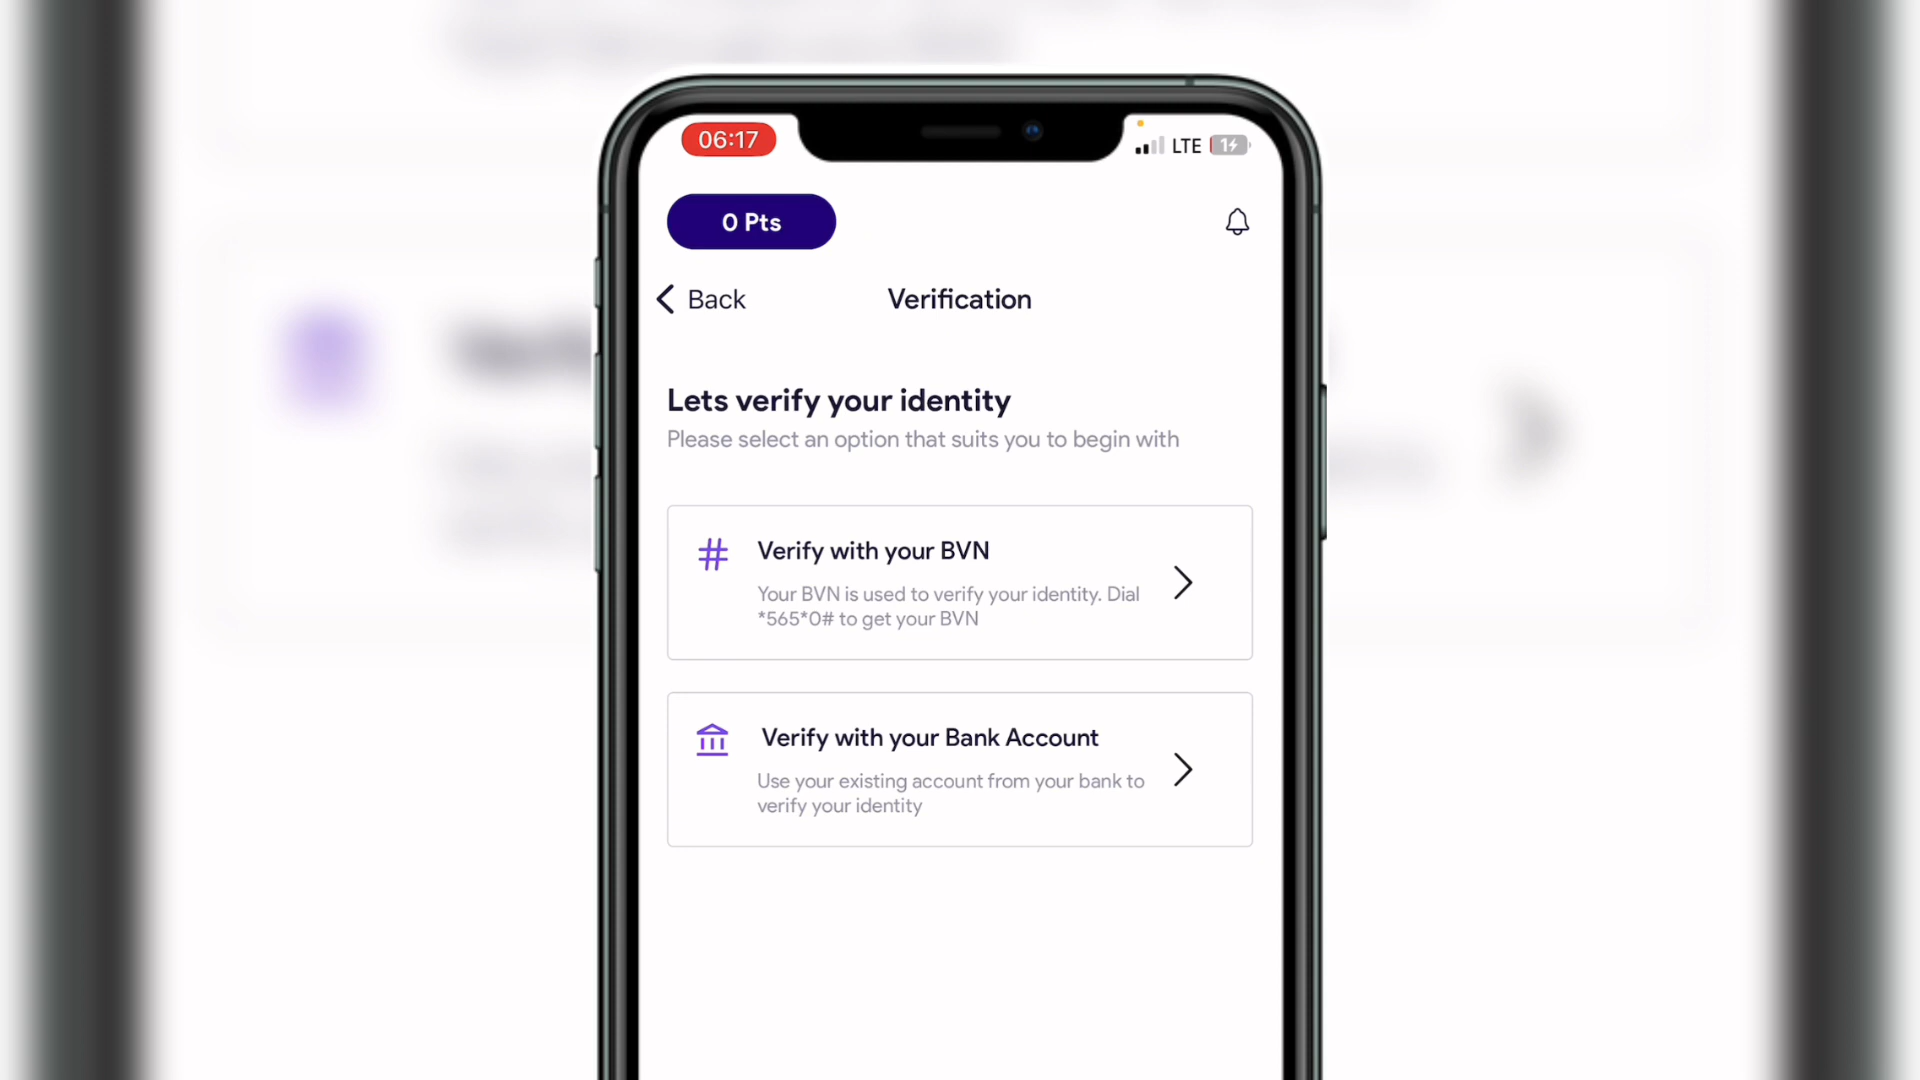 06:17
LTE
1
0 Pts
Back
Verification
Lets verify your identity
Please select an option that suits you to begin with
Verify with your BVN
Your BVN is used to verify your identity. Dial
*565*0# to get your BVN
Verify with your Bank Account
Use your existing account from your bank to
verify your identity